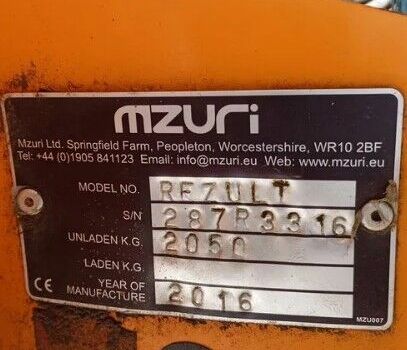 mzuri
Mzuri Ltd. Springfield Farm, Peopleton, Worcestershire, WR10 2BF
Tel: +44 (0)1905 841123 Email: info@mzuri.eu Web: www.mzuri.eu
MODEL NO. REZULT
S/N 287R3316
UNLADEN K.G. 2050
LADEN K.G.
CE YEAR OF MANUFACTURE 2016
MZU007